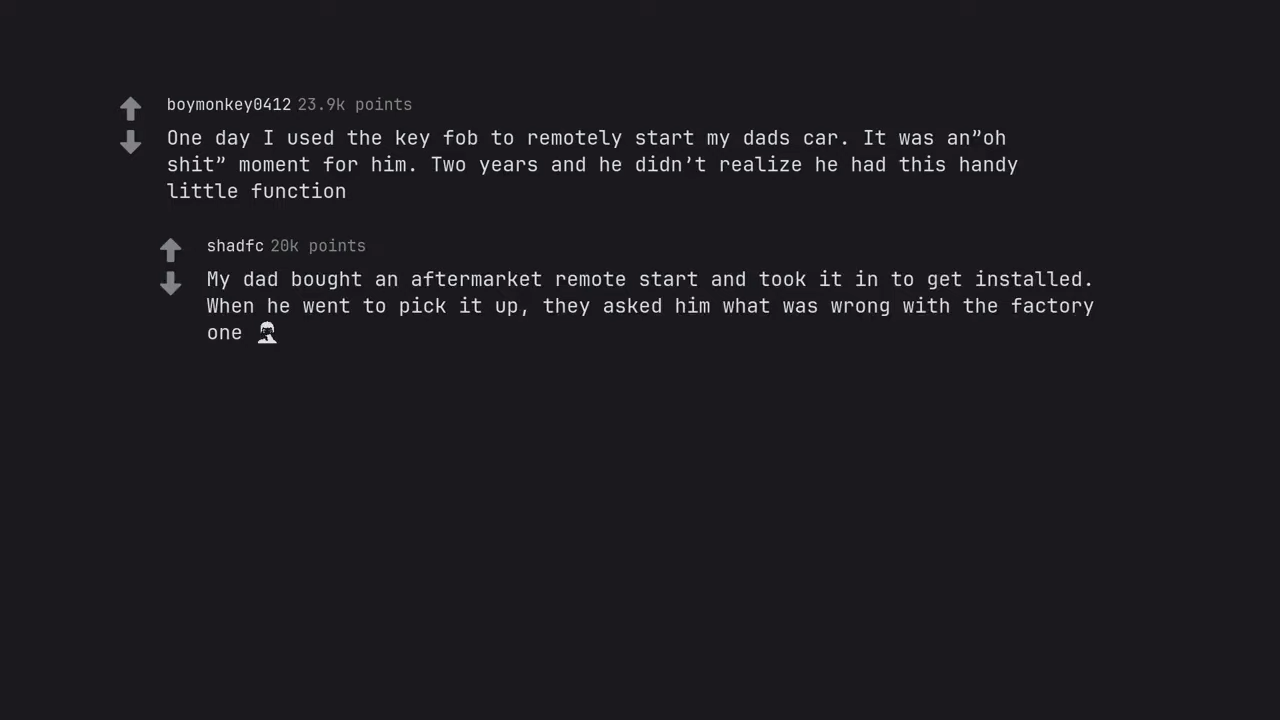 boymonkey0412 23.9k points
One day I used the key fob to remotely start my dads car. It was an”oh
shit” moment for him. Two years and he didn’t realize he had this handy
little function
shadfc 20k points
My dad bought an aftermarket remote start and took it in to get installed.
When he went to pick it up, they asked him what was wrong with the factory
one 🤦